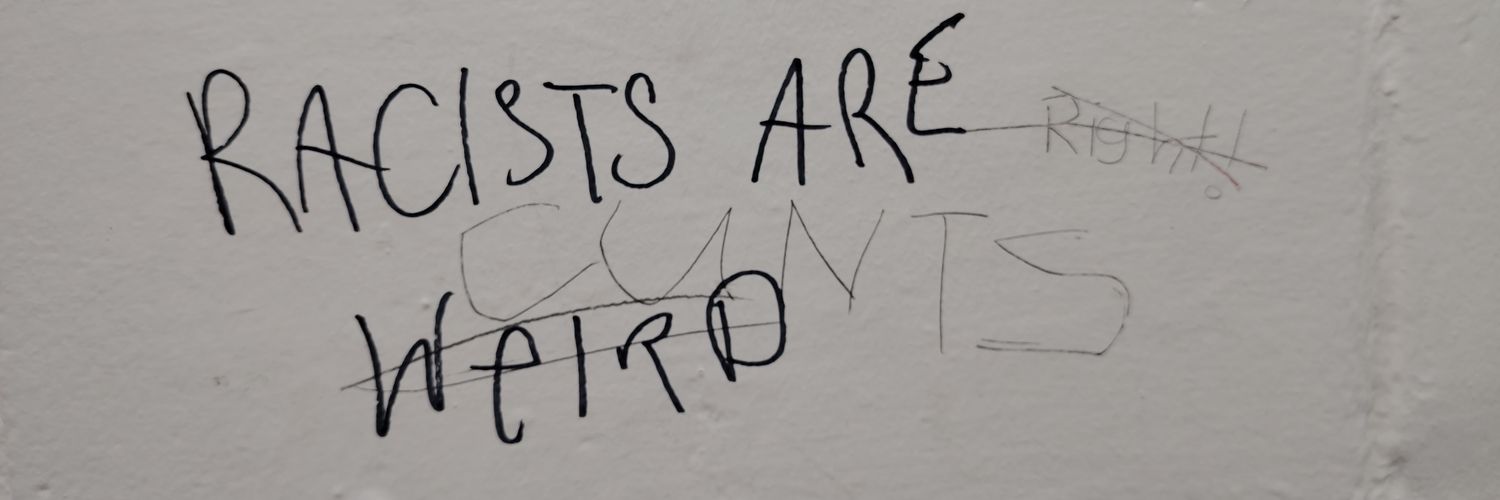 RACISTS ARE Right!
CUNTS
WeIRD